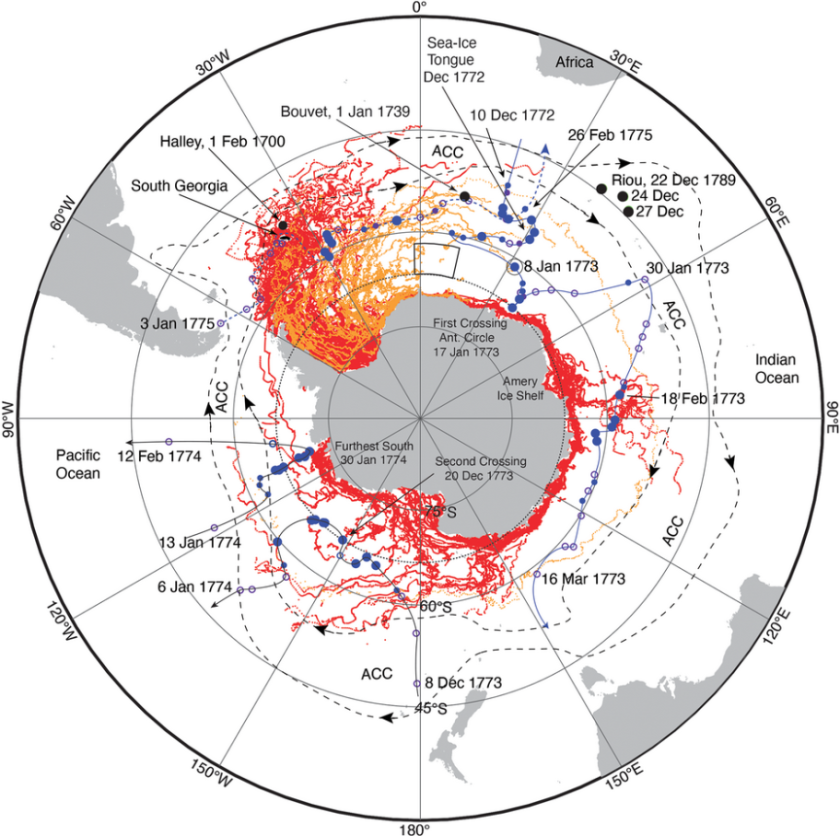 0°
Sea-Ice
Tongue
Dec 1772
Africa
30°E
30°W
Bouvet, 1 Jan 1739
10 Dec 1772
26 Feb 1775
Halley, 1 Feb 1700
ACC
South Georgia
Riou, 22 Dec 1789
24 Dec
27 Dec
60°W
60°E
8 Jan 1773
30 Jan 1773
3 Jan 1775
First Crossing
Ant. Circle
17 Jan 1773
ACC
Indian
Ocean
Amery
Ice Shelf
ACC
18 Feb 1773
90°W
90°E
Pacific
Ocean
12 Feb 1774
Furthest South
30 Jan 1774
Second Crossing
20 Dec 1773
75°S
13 Jan 1774
ACC
6 Jan 1774
16 Mar 1773
60°S
120°W
120°E
ACC
8 Dec 1773
45°S
150°W
150°E
180°